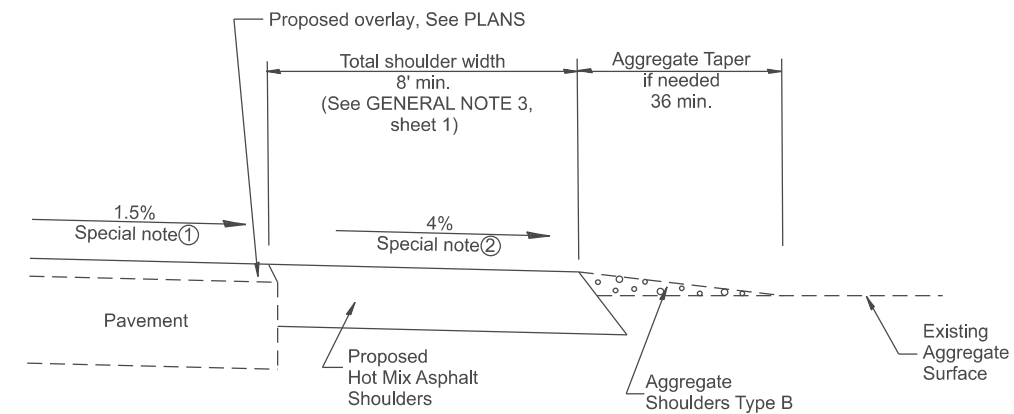 Proposed overlay, See PLANS
Total shoulder width
8' min.
(See GENERAL NOTE 3,
sheet 1)
Aggregate Taper
if needed
36 min.
1.5%
Special note①
4%
Special note②
Pavement
Proposed
Hot Mix Asphalt
Shoulders
Aggregate
Shoulders Type B
Existing
Aggregate
Surface